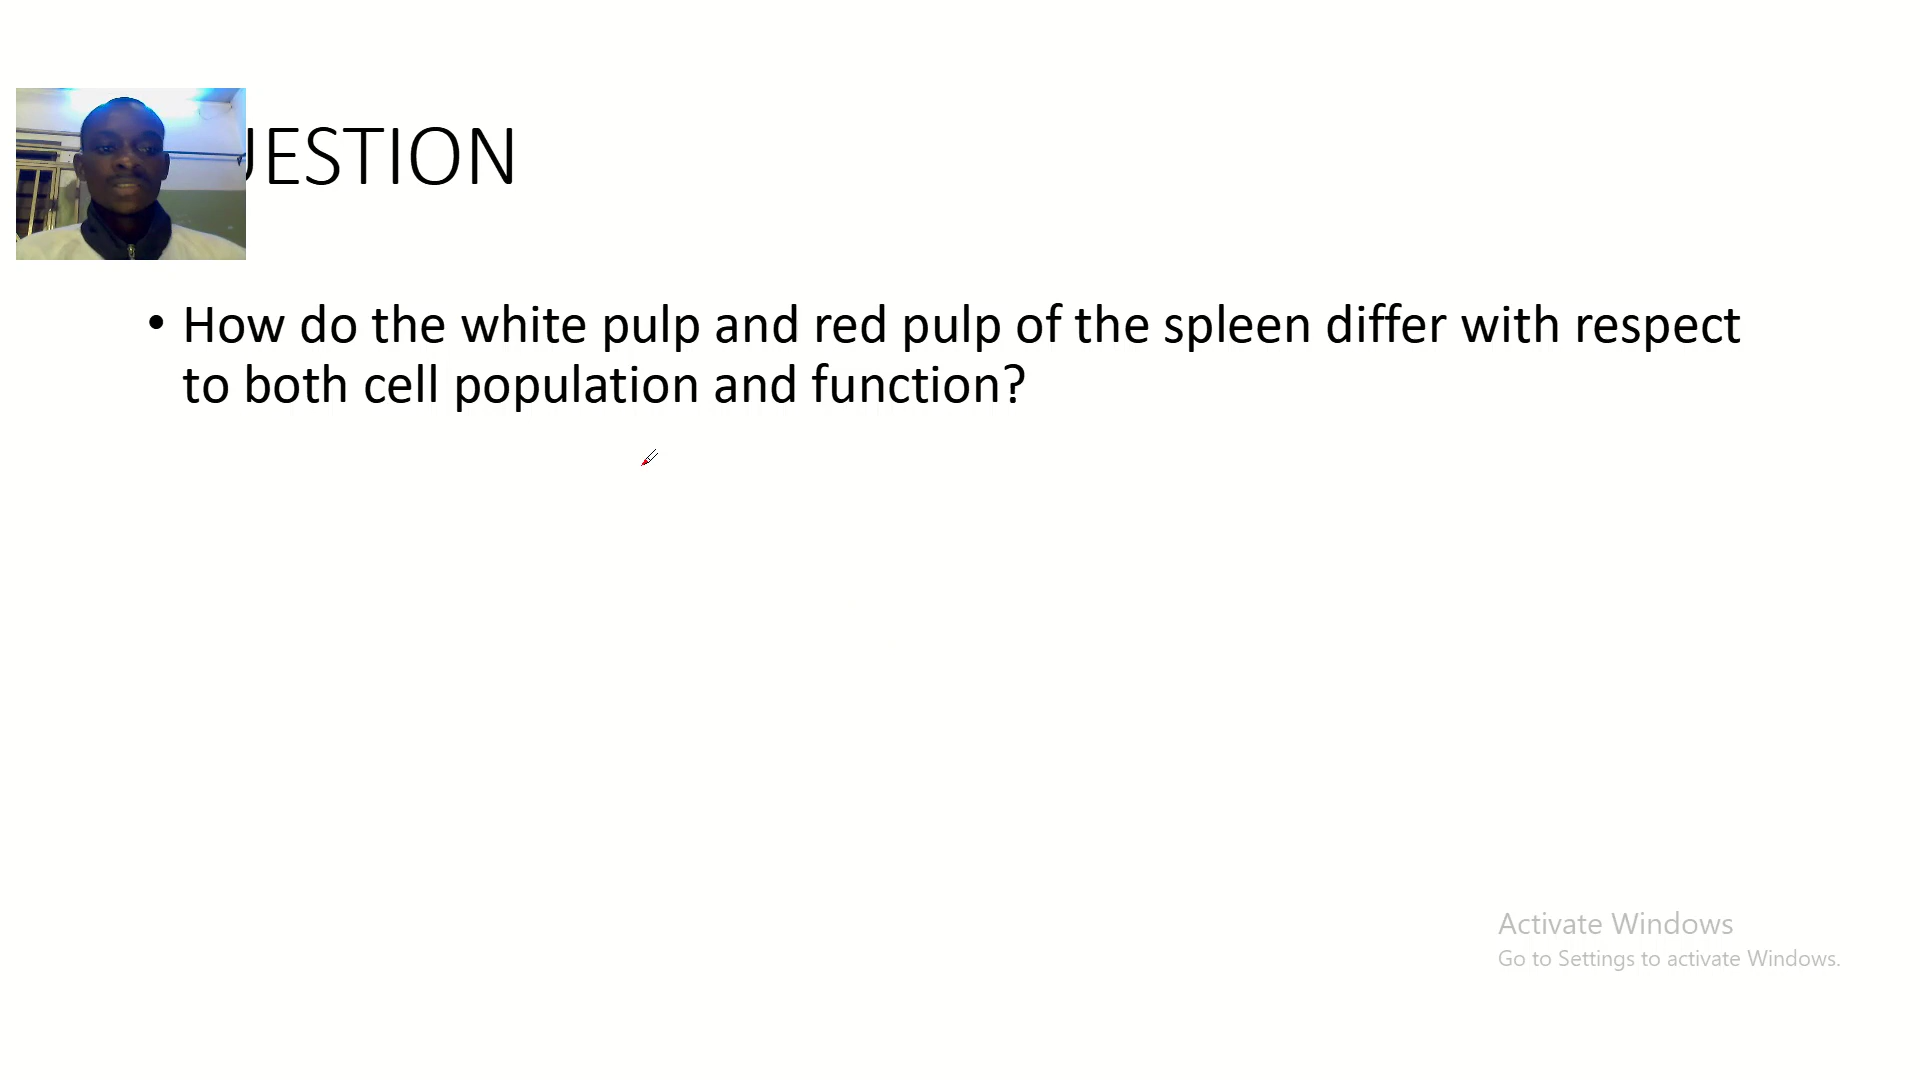 UESTION
• How do the white pulp and red pulp of the spleen differ with respect
to both cell population and function?
Activate Windows
Go to Settings to activate Windows.